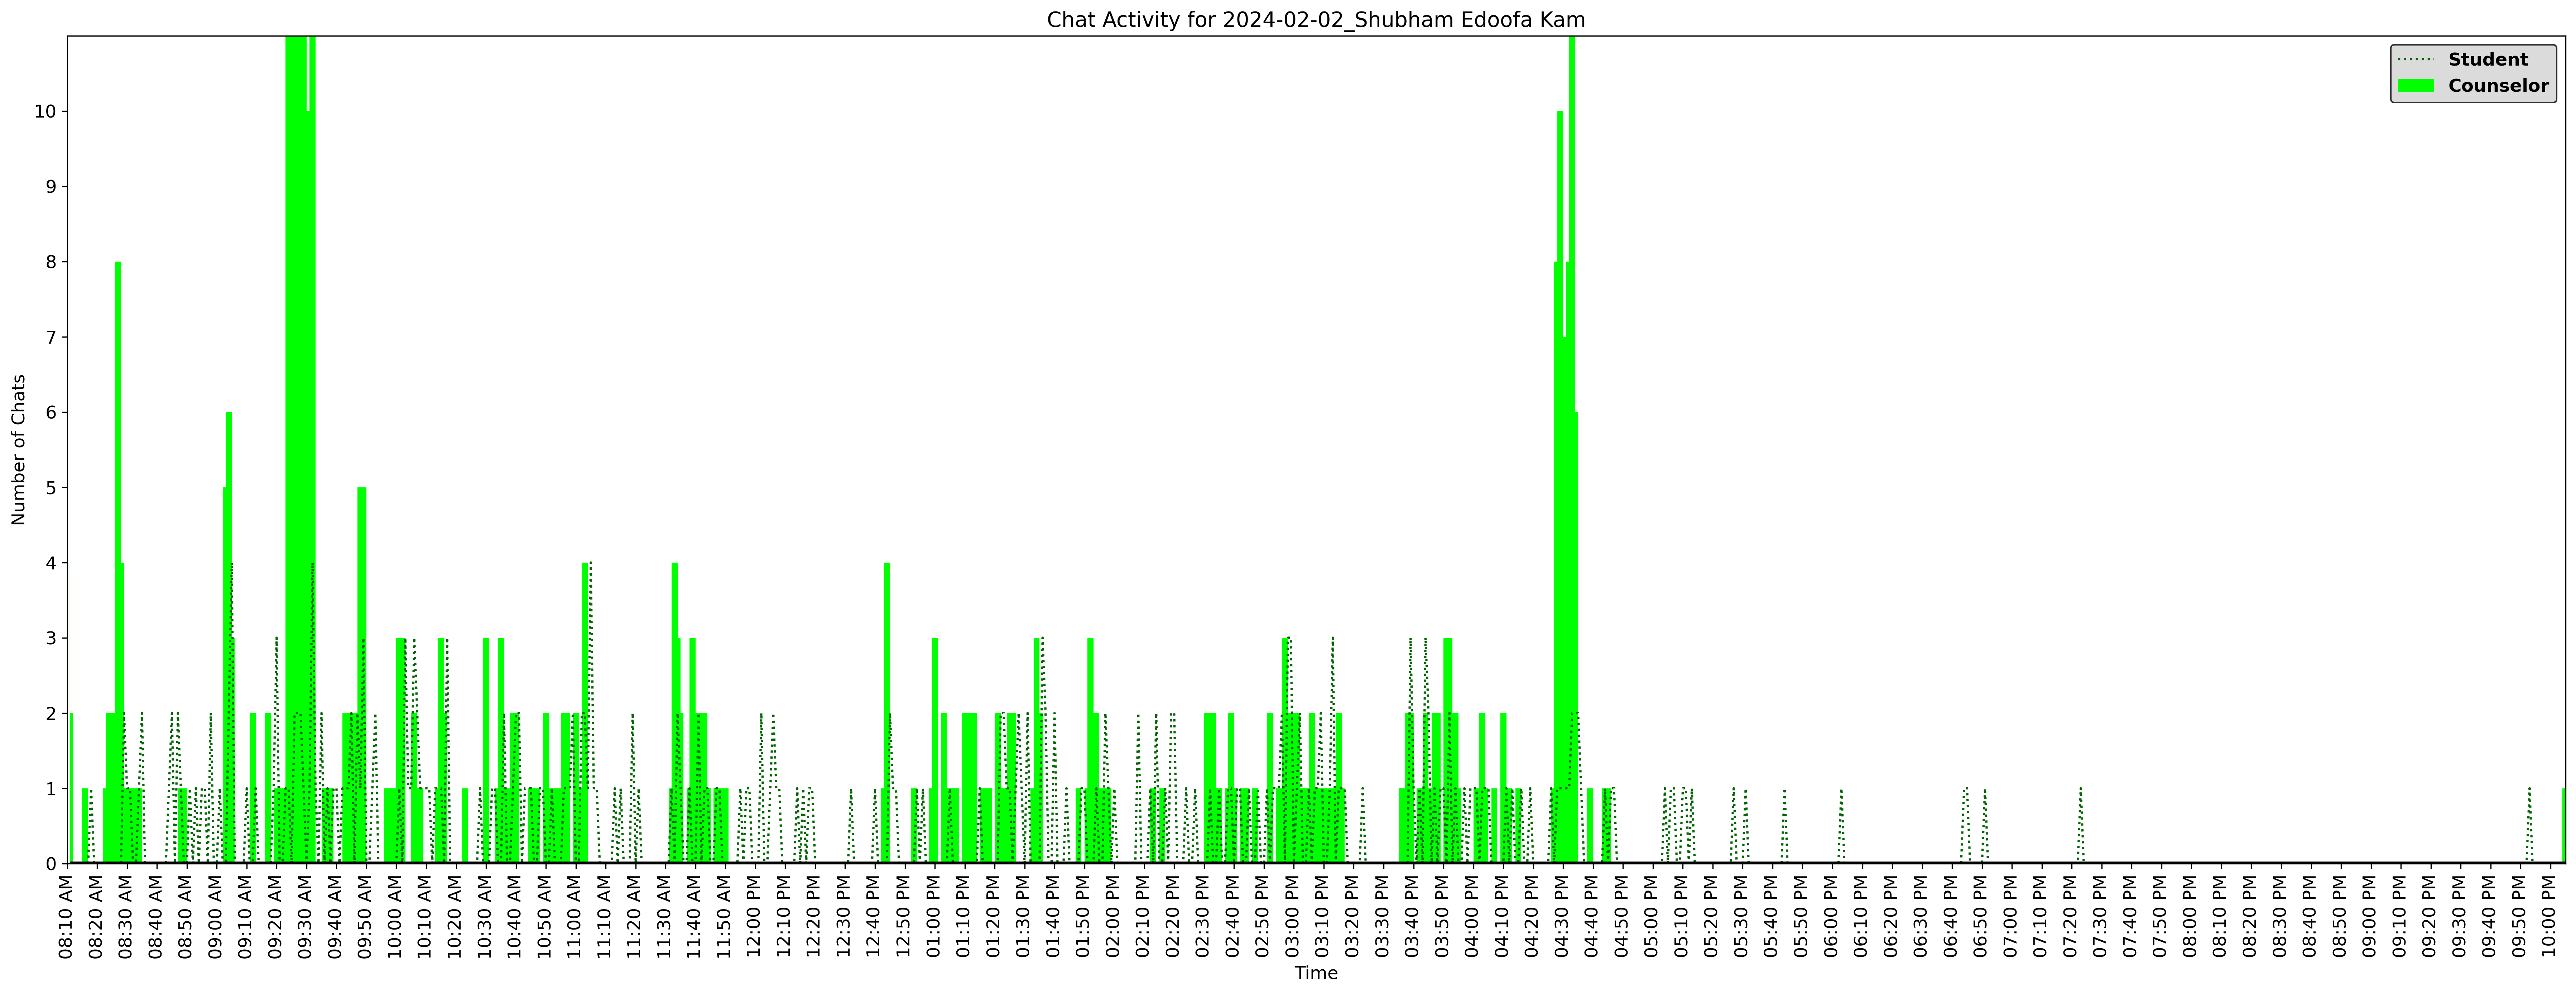 Chat Activity for 2024-02-02_Shubham Edoofa Kam
Student
Counselor
Number of Chats
10
9
8
7
6
5
4
3
2
1
0
08:10 AM
08:20 AM
08:30 AM
08:40 AM
08:50 AM
09:00 AM
09:10 AM
09:20 AM
09:30 AM
09:40 AM
09:50 AM
10:00 AM
10:10 AM
10:20 AM
10:30 AM
10:40 AM
10:50 AM
11:00 AM
11:10 AM
11:20 AM
11:30 AM
11:40 AM
11:50 AM
12:00 PM
12:10 PM
12:20 PM
12:30 PM
12:40 PM
12:50 PM
01:00 PM
01:10 PM
01:20 PM
01:30 PM
01:40 PM
01:50 PM
02:00 PM
02:10 PM
02:20 PM
02:30 PM
02:40 PM
02:50 PM
03:00 PM
03:10 PM
03:20 PM
03:30 PM
03:40 PM
03:50 PM
04:00 PM
04:10 PM
04:20 PM
04:30 PM
04:40 PM
04:50 PM
05:00 PM
05:10 PM
05:20 PM
05:30 PM
05:40 PM
05:50 PM
06:00 PM
06:10 PM
06:20 PM
06:30 PM
06:40 PM
06:50 PM
07:00 PM
07:10 PM
07:20 PM
07:30 PM
07:40 PM
07:50 PM
08:00 PM
08:10 PM
08:20 PM
08:30 PM
08:40 PM
08:50 PM
09:00 PM
09:10 PM
09:20 PM
09:30 PM
09:40 PM
09:50 PM
10:00 PM
Time